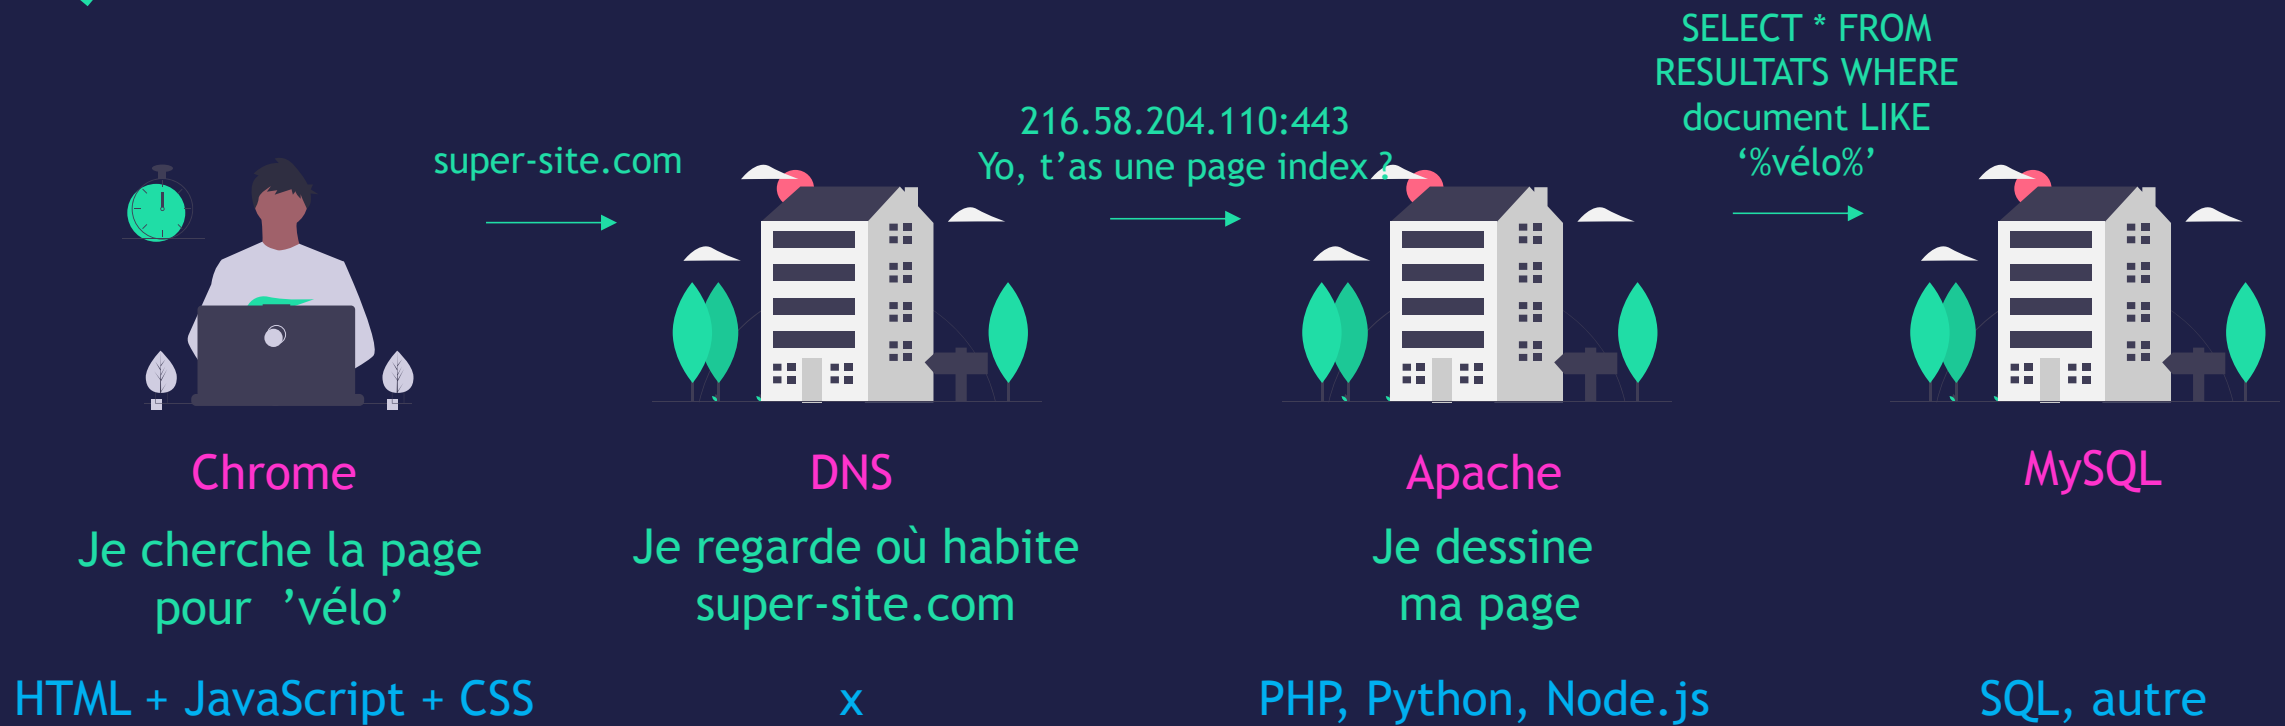 SELECT * FROM
RESULTATS WHERE
document LIKE
‘%vélo%’
216.58.204.110:443
Yo, t’as une page index ?
super-site.com
Chrome
DNS
Apache
MySQL
Je cherche la page
pour ’vélo’
Je regarde où habite
super-site.com
Je dessine
ma page
HTML + JavaScript + CSS
x
PHP, Python, Node.js
SQL, autre